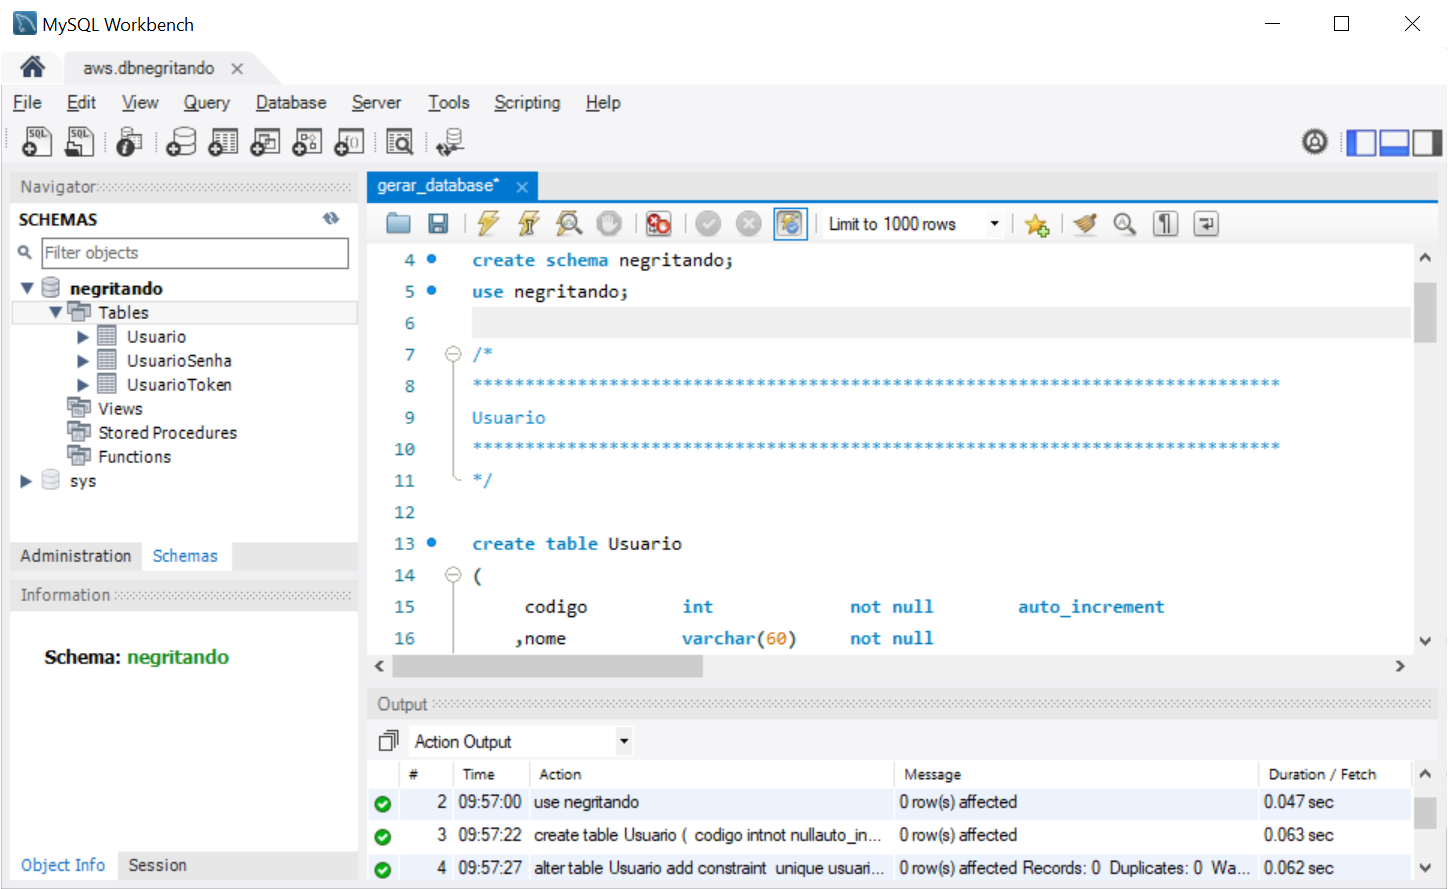 MySQL Workbench
aws.dbnegritando
File Edit View Query Database Server Tools Scripting Help
Navigator
SCHEMAS
Filter objects
negritando
Tables
Usuario
UsuarioSenha
UsuarioToken
Views
Stored Procedures
Functions
sys
Administration Schemas
Information
Schema: negritando
Object Info Session
gerar_database*
Limit to 1000 rows
4 create schema negritando;
5 use negritando;
6
7 /*
8 *****************************************************************************
9 Usuario
10 *****************************************************************************
11 */
12
13 create table Usuario
14 (
15 codigo int not null auto_increment
16 ,nome varchar(60) not null
Output
Action Output
# Time Action Message Duration / Fetch
2 09:57:00 use negritando 0 row(s) affected 0.047 sec
3 09:57:22 create table Usuario ( codigo intnot nullauto_in... 0 row(s) affected 0.063 sec
4 09:57:27 alter table Usuario add constraint unique usuari... 0 row(s) affected Records: 0 Duplicates: 0 Wa... 0.062 sec